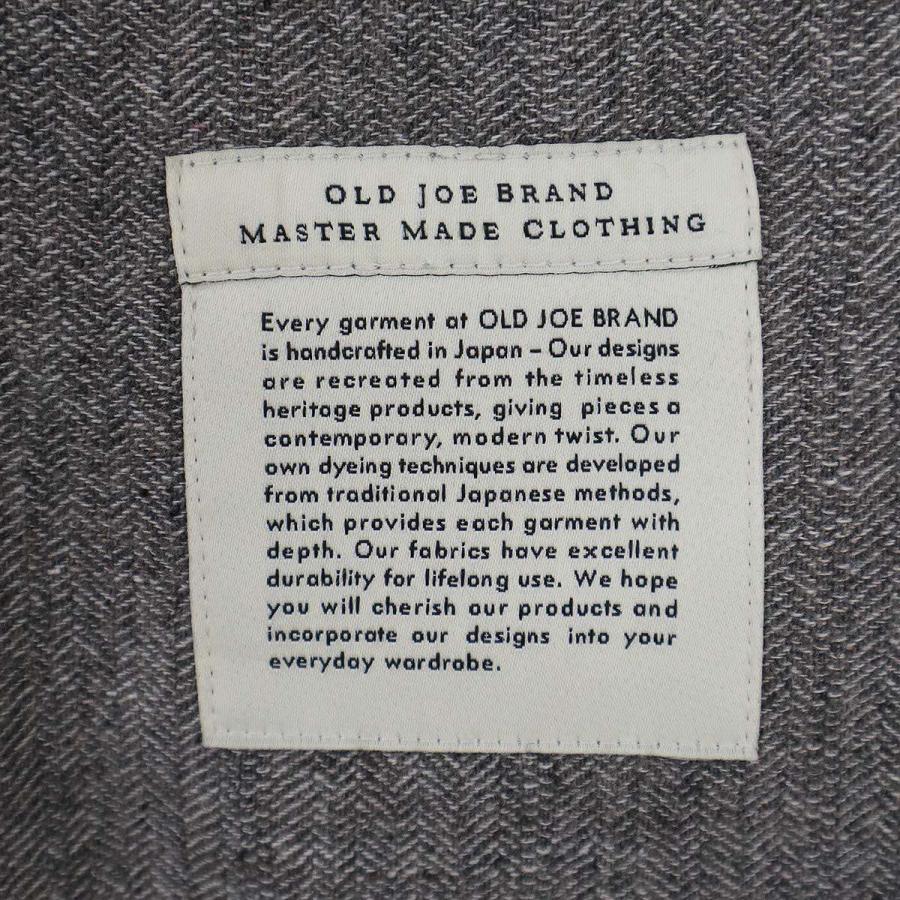 OLD JOE BRAND
MASTER MADE CLOTHING
Every garment at OLD JOE BRAND
is handcrafted in Japan – Our designs
are recreated from the timeless
heritage products, giving pieces a
contemporary, modern twist. Our
own dyeing techniques are developed
from traditional Japanese methods,
which provides each garment with
depth. Our fabrics have excellent
durability for lifelong use. We hope
you will cherish our products and
incorporate our designs into your
everyday wardrobe.